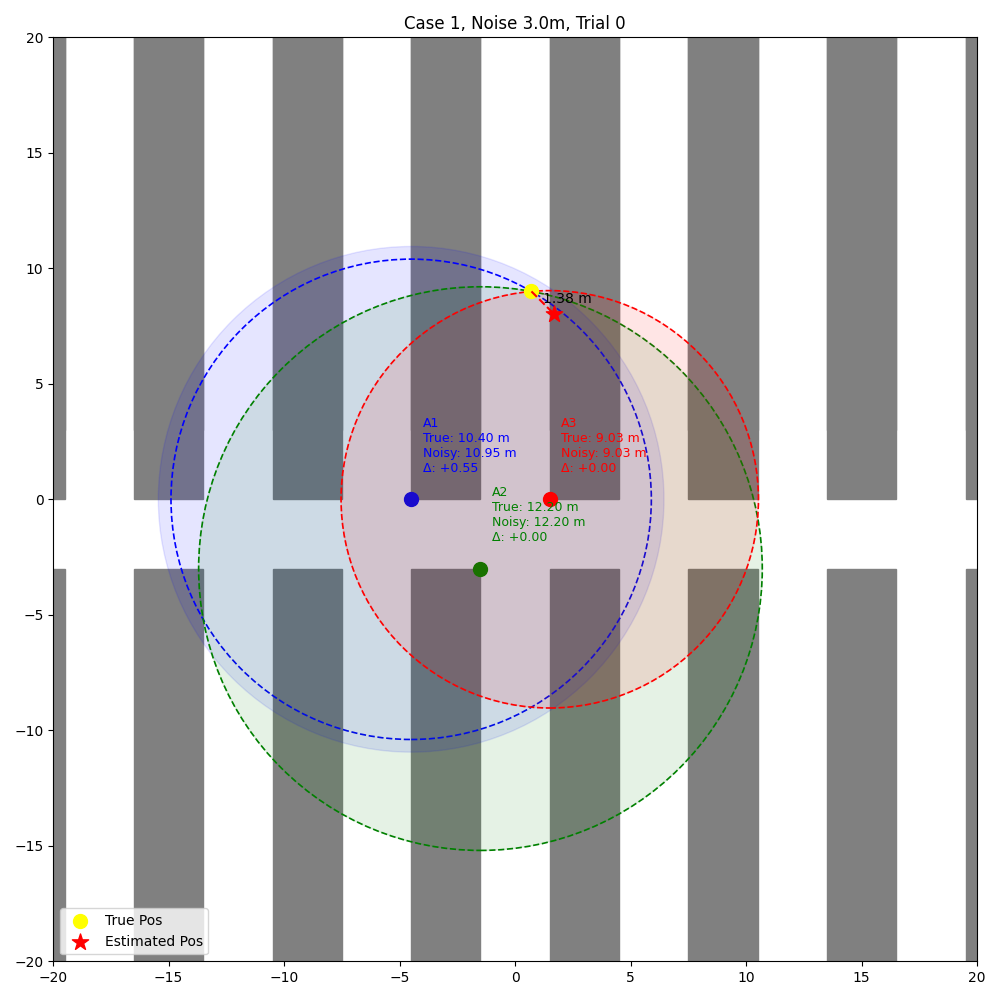 Case 1, Noise 3.0m, Trial 0
20
15
10
5
0
−5
−10
−15
−20
1.38 m
A1
True: 10.40 m
Noisy: 10.95 m
Δ: +0.55
A3
True: 9.03 m
Noisy: 9.03 m
Δ: +0.00
A2
True: 12.20 m
Noisy: 12.20 m
Δ: +0.00
True Pos
Estimated Pos
−20 −15 −10 −5 0 5 10 15 20